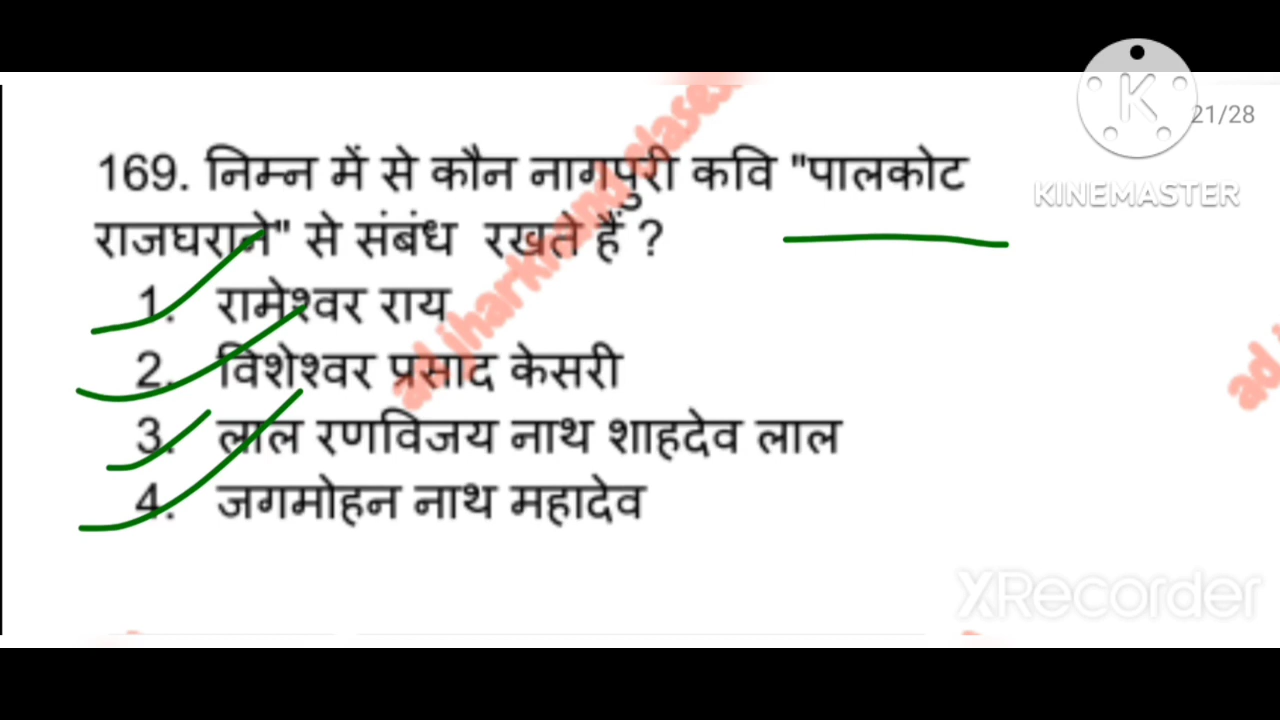 21/28
KINEMASTER
169. निम्न में से कौन नागपुरी कवि "पालकोट
राजघराने" से संबंध रखते हैं ?
1. रामेश्वर राय
2. विशेश्वर प्रसाद केसरी
3. लाल रणविजय नाथ शाहदेव लाल
4. जगमोहन नाथ महादेव
XRecorder